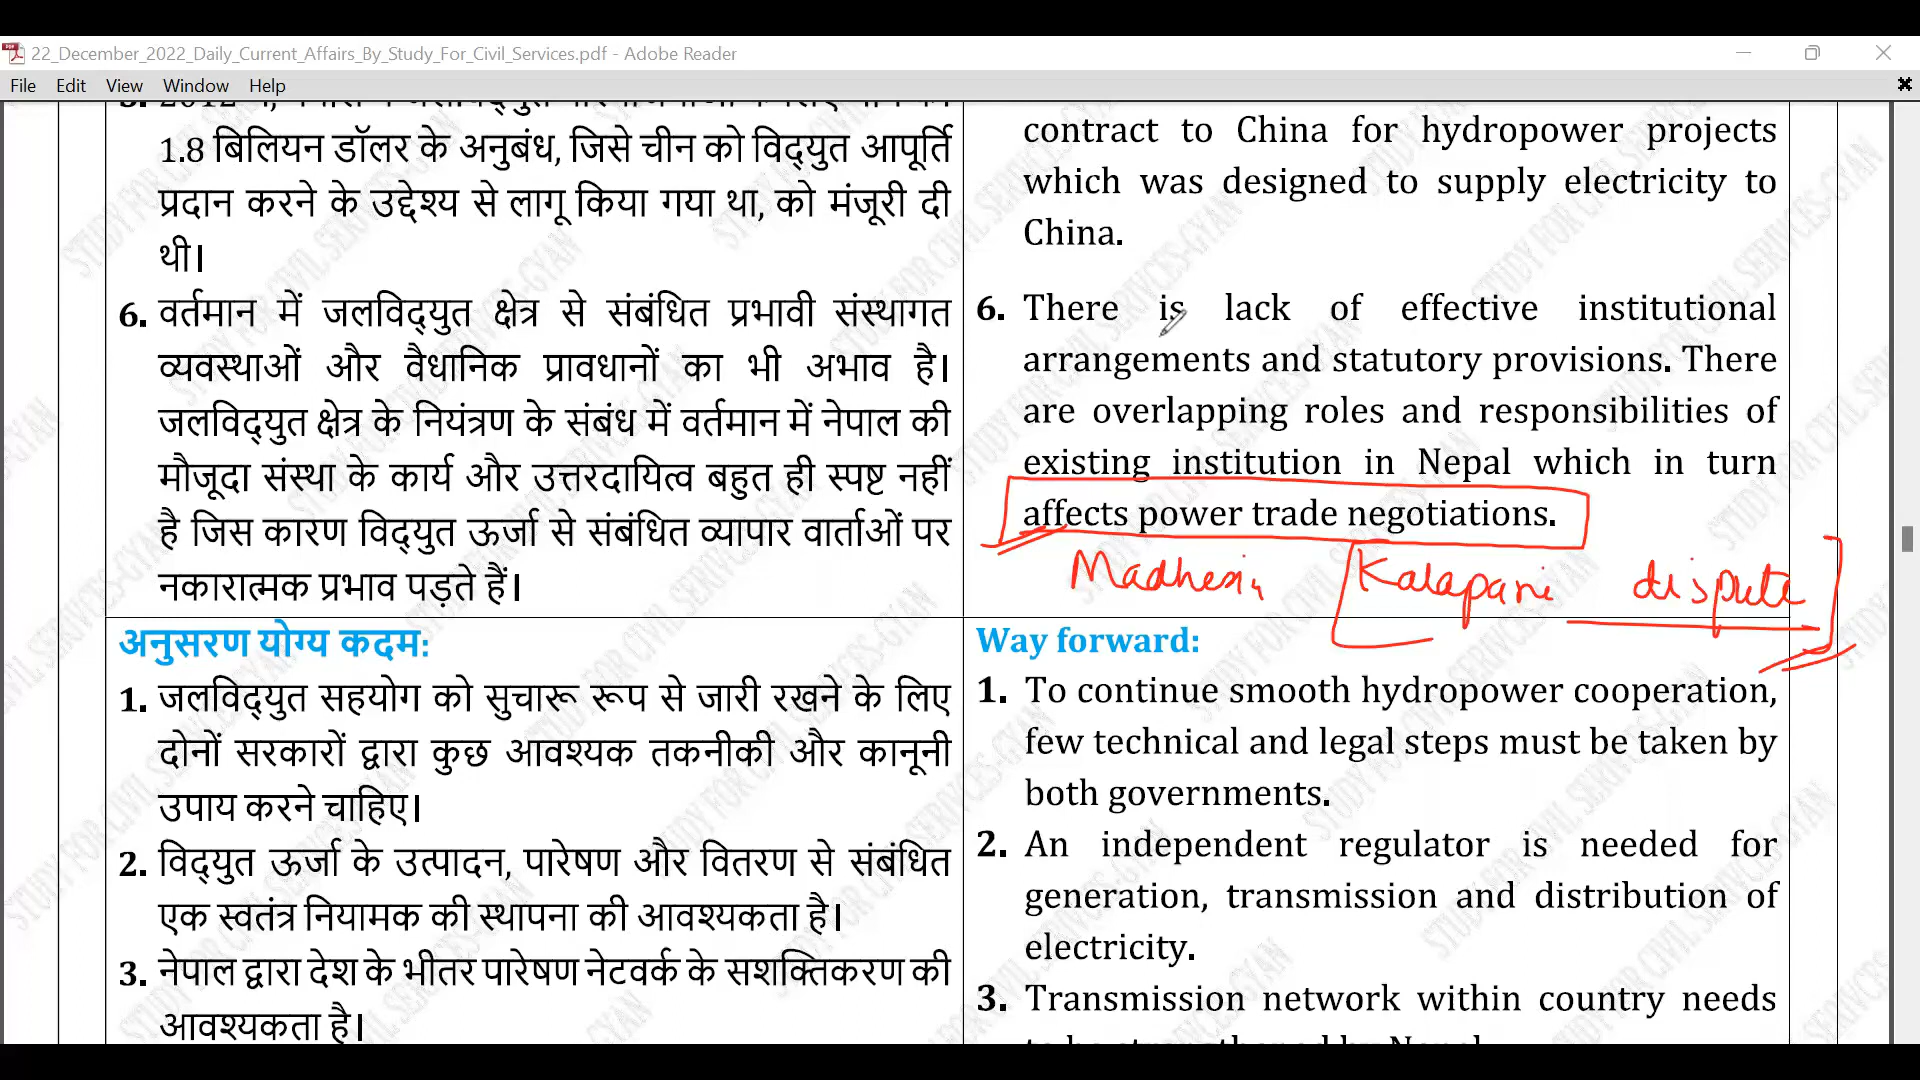 22_December_2022_Daily_Current_Affairs_By_Study_For_Civil_Services.pdf - Adobe Reader
File Edit View Window Help
1.8 बिलियन डॉलर के अनुबंध, जिसे चीन को विद्युत आपूर्ति
प्रदान करने के उद्देश्य से लागू किया गया था, को मंजूरी दी
थी।
6. वर्तमान में जलविद्युत क्षेत्र से संबंधित प्रभावी संस्थागत
व्यवस्थाओं और वैधानिक प्रावधानों का भी अभाव है।
जलविद्युत क्षेत्र के नियंत्रण के संबंध में वर्तमान में नेपाल की
मौजूदा संस्था के कार्य और उत्तरदायित्व बहुत ही स्पष्ट नहीं
है जिस कारण विद्युत ऊर्जा से संबंधित व्यापार वार्ताओं पर
नकारात्मक प्रभाव पड़ते हैं।
अनुसरण योग्य कदम:
1. जलविद्युत सहयोग को सुचारू रूप से जारी रखने के लिए
दोनों सरकारों द्वारा कुछ आवश्यक तकनीकी और कानूनी
उपाय करने चाहिए।
2. विद्युत ऊर्जा के उत्पादन, पारेषण और वितरण से संबंधित
एक स्वतंत्र नियामक की स्थापना की आवश्यकता है।
3. नेपाल द्वारा देश के भीतर पारेषण नेटवर्क के सशक्तिकरण की
आवश्यकता है।
contract to China for hydropower projects
which was designed to supply electricity to
China.
6. There is lack of effective institutional
arrangements and statutory provisions. There
are overlapping roles and responsibilities of
existing institution in Nepal which in turn
affects power trade negotiations.
Madhesi, Kalapani dispute
Way forward:
1. To continue smooth hydropower cooperation,
few technical and legal steps must be taken by
both governments.
2. An independent regulator is needed for
generation, transmission and distribution of
electricity.
3. Transmission network within country needs